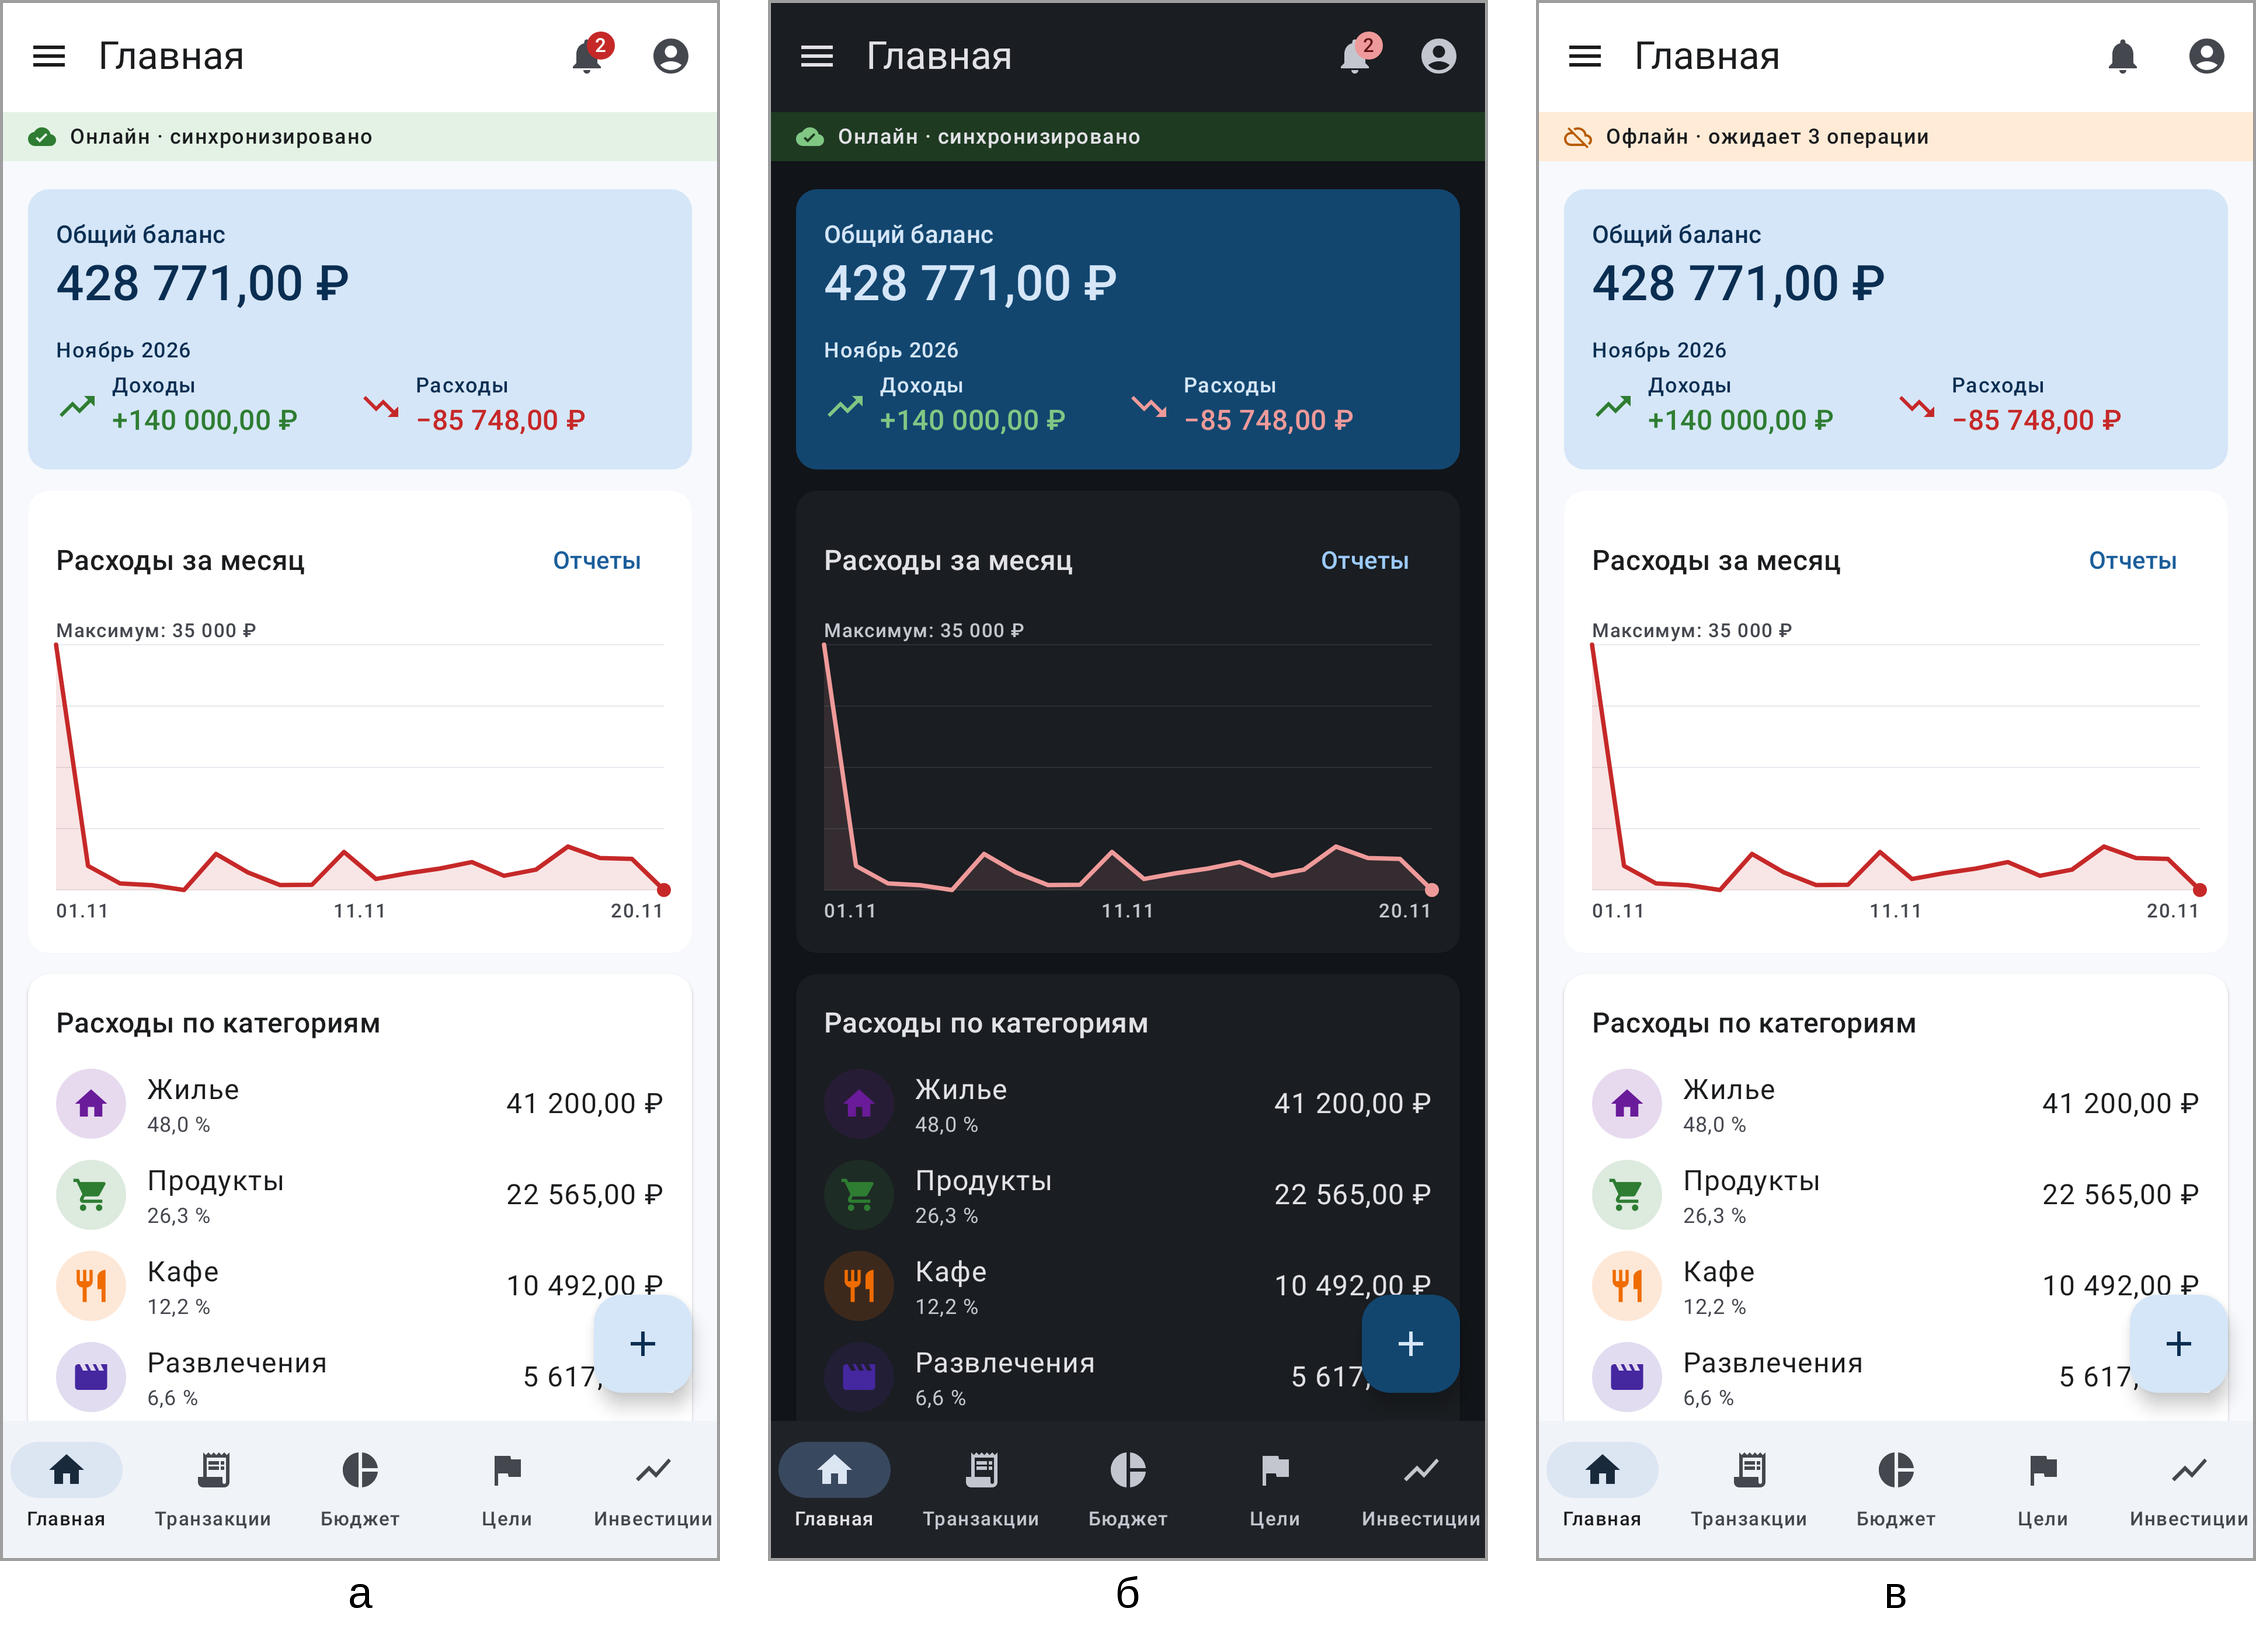 Главная
2
Онлайн · синхронизировано
Общий баланс
428 771,00 ₽
Ноябрь 2026
Доходы
+140 000,00 ₽
Расходы
−85 748,00 ₽
Расходы за месяц
Отчеты
Максимум: 35 000 ₽
01.11
11.11
20.11
Расходы по категориям
Жилье
48,0 %
41 200,00 ₽
Продукты
26,3 %
22 565,00 ₽
Кафе
12,2 %
10 492,00 ₽
Развлечения
6,6 %
5 617,
Главная
Транзакции
Бюджет
Цели
Инвестиции
а
Главная
2
Онлайн · синхронизировано
Общий баланс
428 771,00 ₽
Ноябрь 2026
Доходы
+140 000,00 ₽
Расходы
−85 748,00 ₽
Расходы за месяц
Отчеты
Максимум: 35 000 ₽
01.11
11.11
20.11
Расходы по категориям
Жилье
48,0 %
41 200,00 ₽
Продукты
26,3 %
22 565,00 ₽
Кафе
12,2 %
10 492,00 ₽
Развлечения
6,6 %
5 617,
Главная
Транзакции
Бюджет
Цели
Инвестиции
б
Главная
Офлайн · ожидает 3 операции
Общий баланс
428 771,00 ₽
Ноябрь 2026
Доходы
+140 000,00 ₽
Расходы
−85 748,00 ₽
Расходы за месяц
Отчеты
Максимум: 35 000 ₽
01.11
11.11
20.11
Расходы по категориям
Жилье
48,0 %
41 200,00 ₽
Продукты
26,3 %
22 565,00 ₽
Кафе
12,2 %
10 492,00 ₽
Развлечения
6,6 %
5 617,
Главная
Транзакции
Бюджет
Цели
Инвестиции
в